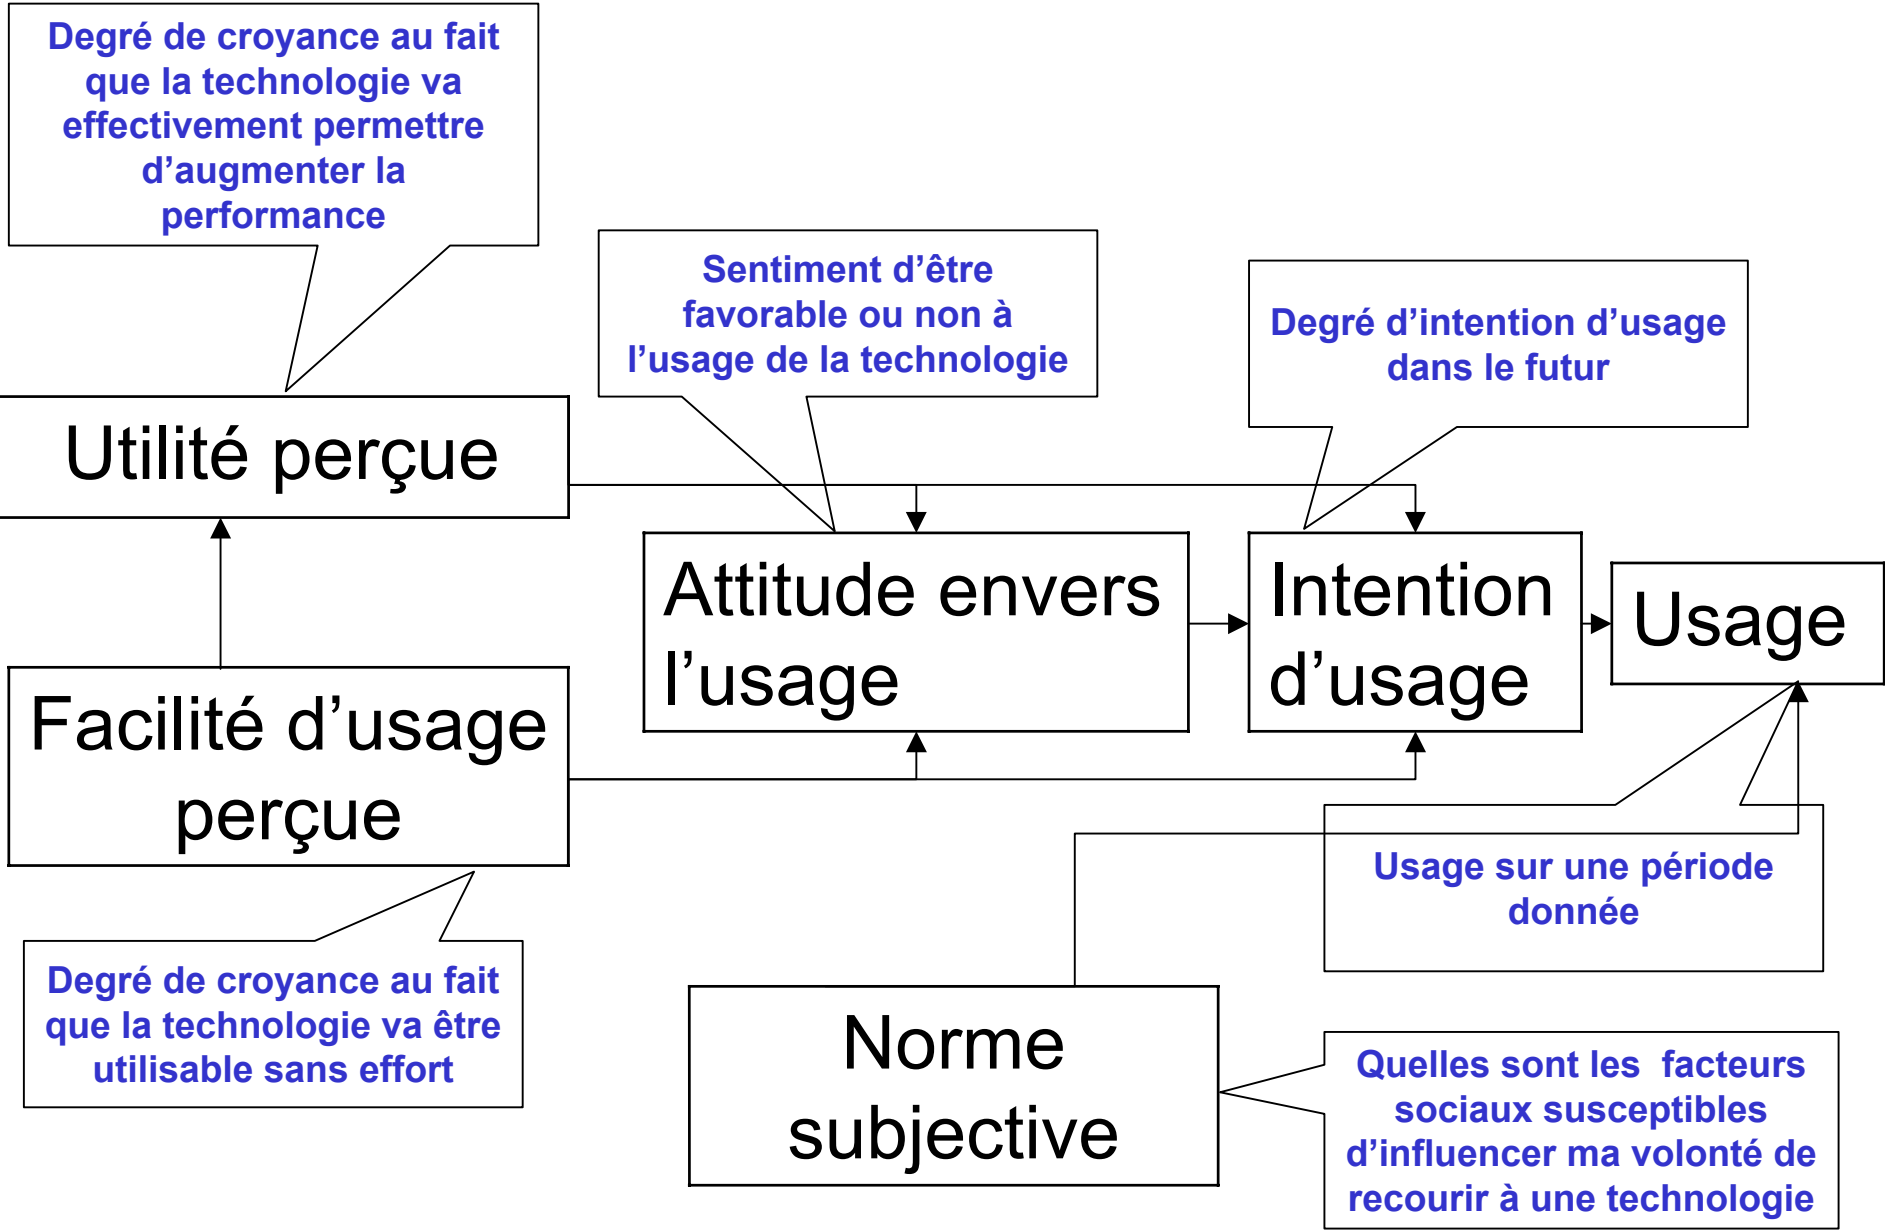 Degré de croyance au fait
que la technologie va
effectivement permettre
d’augmenter la
performance
Sentiment d’être
favorable ou non à
l’usage de la technologie
Degré d’intention d’usage
dans le futur
Utilité perçue
Attitude envers
l’usage
Intention
d’usage
Usage
Facilité d’usage
perçue
Usage sur une période
donnée
Degré de croyance au fait
que la technologie va être
utilisable sans effort
Norme
subjective
Quelles sont les  facteurs
sociaux susceptibles
d’influencer ma volonté de
recourir à une technologie